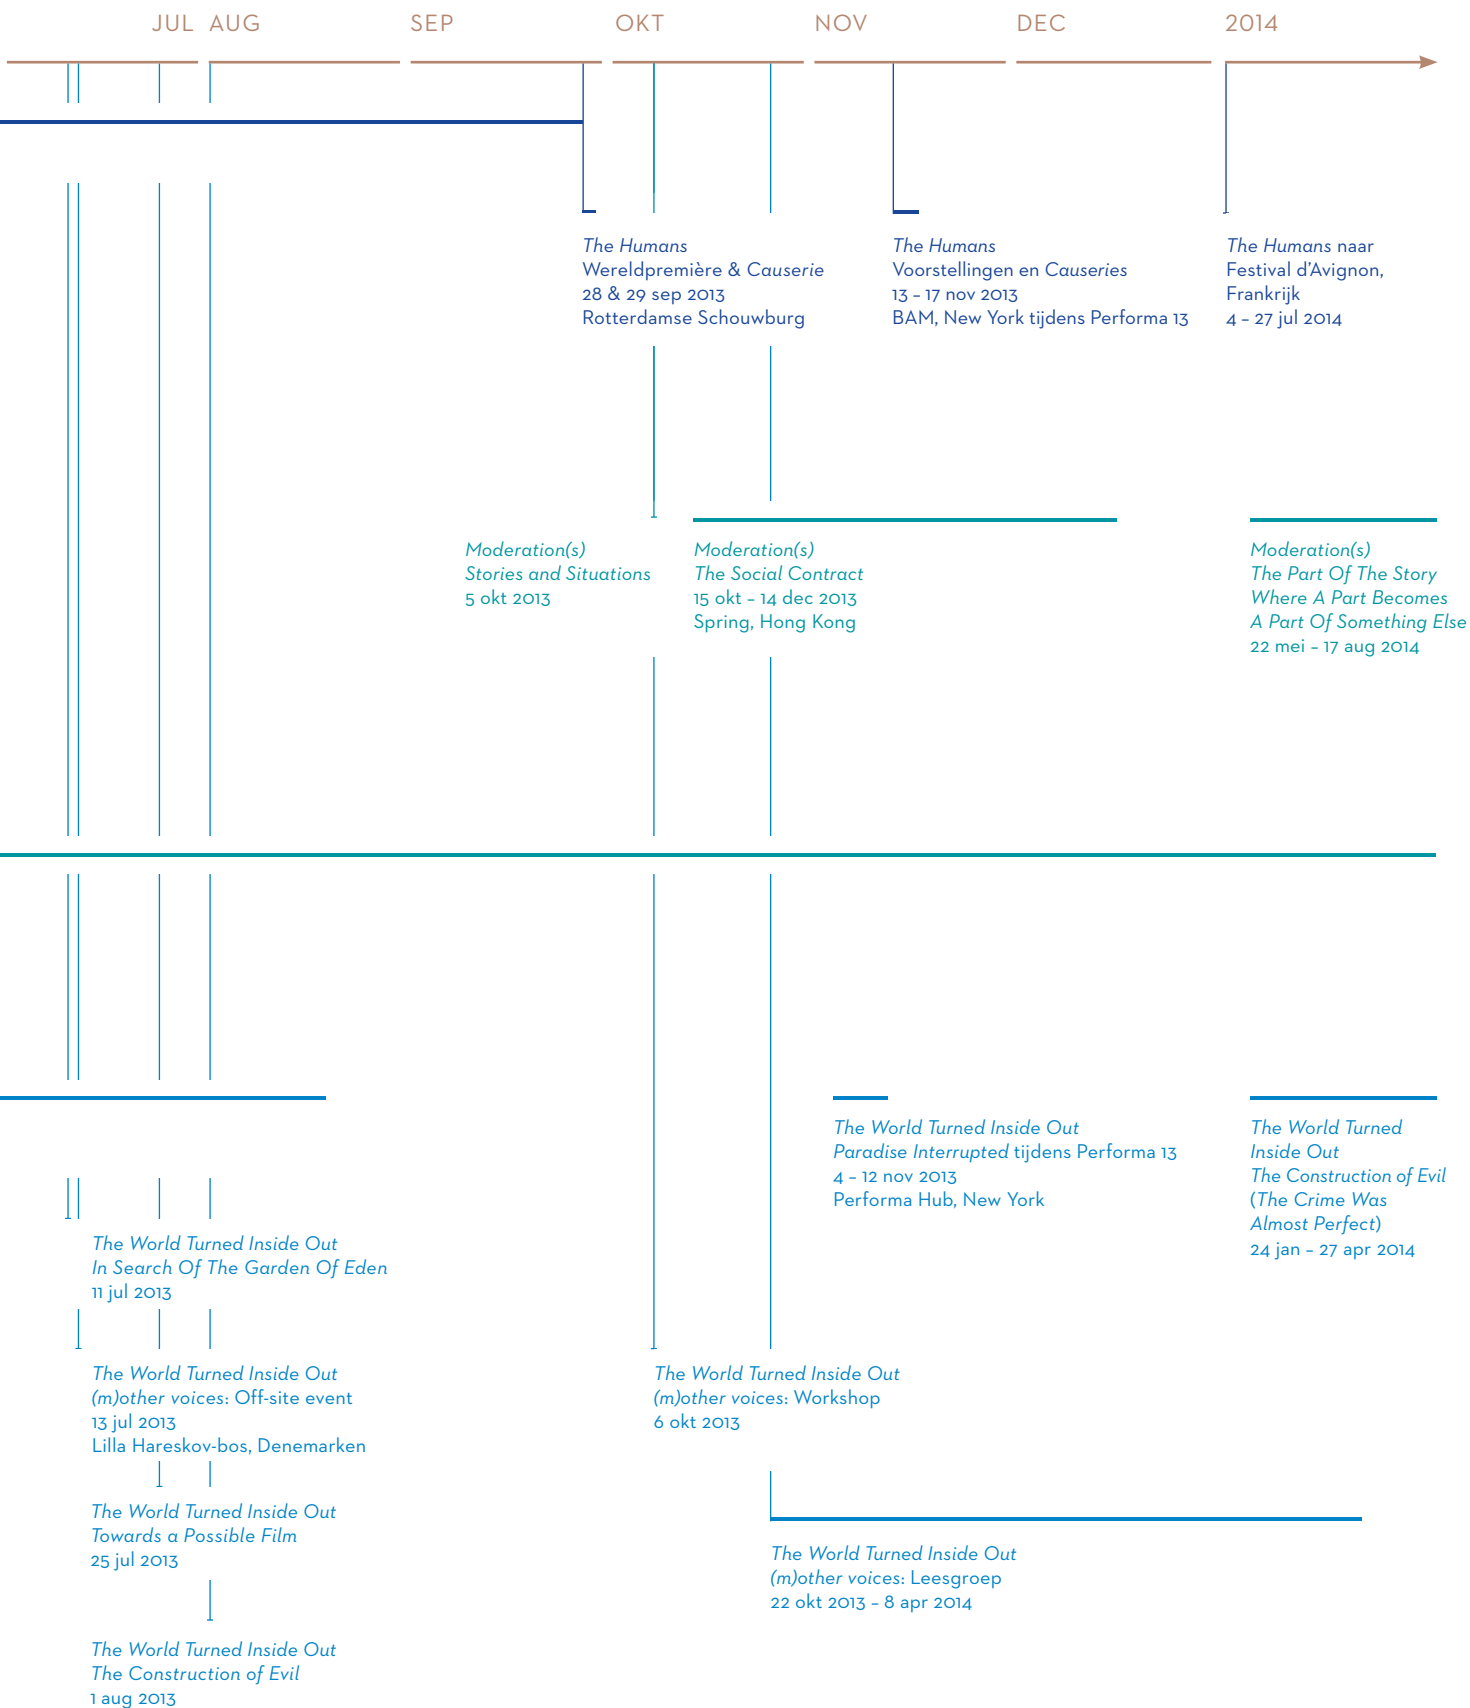 JUL AUG SEP OKT NOV DEC 2014
The Humans
Wereldpremière & Causerie
28 & 29 sep 2013
Rotterdamse Schouwburg
The Humans
Voorstellingen en Causeries
13 – 17 nov 2013
BAM, New York tijdens Performa 13
The Humans naar
Festival d’Avignon,
Frankrijk
4 – 27 jul 2014
Moderation(s)
Stories and Situations
5 okt 2013
Moderation(s)
The Social Contract
15 okt – 14 dec 2013
Spring, Hong Kong
Moderation(s)
The Part Of The Story
Where A Part Becomes
A Part Of Something Else
22 mei – 17 aug 2014
The World Turned Inside Out
Paradise Interrupted tijdens Performa 13
4 – 12 nov 2013
Performa Hub, New York
The World Turned
Inside Out
The Construction of Evil
(The Crime Was
Almost Perfect)
24 jan – 27 apr 2014
The World Turned Inside Out
In Search Of The Garden Of Eden
11 jul 2013
The World Turned Inside Out
(m)other voices: Off-site event
13 jul 2013
Lilla Hareskov-bos, Denemarken
The World Turned Inside Out
(m)other voices: Workshop
6 okt 2013
The World Turned Inside Out
Towards a Possible Film
25 jul 2013
The World Turned Inside Out
(m)other voices: Leesgroep
22 okt 2013 – 8 apr 2014
The World Turned Inside Out
The Construction of Evil
1 aug 2013